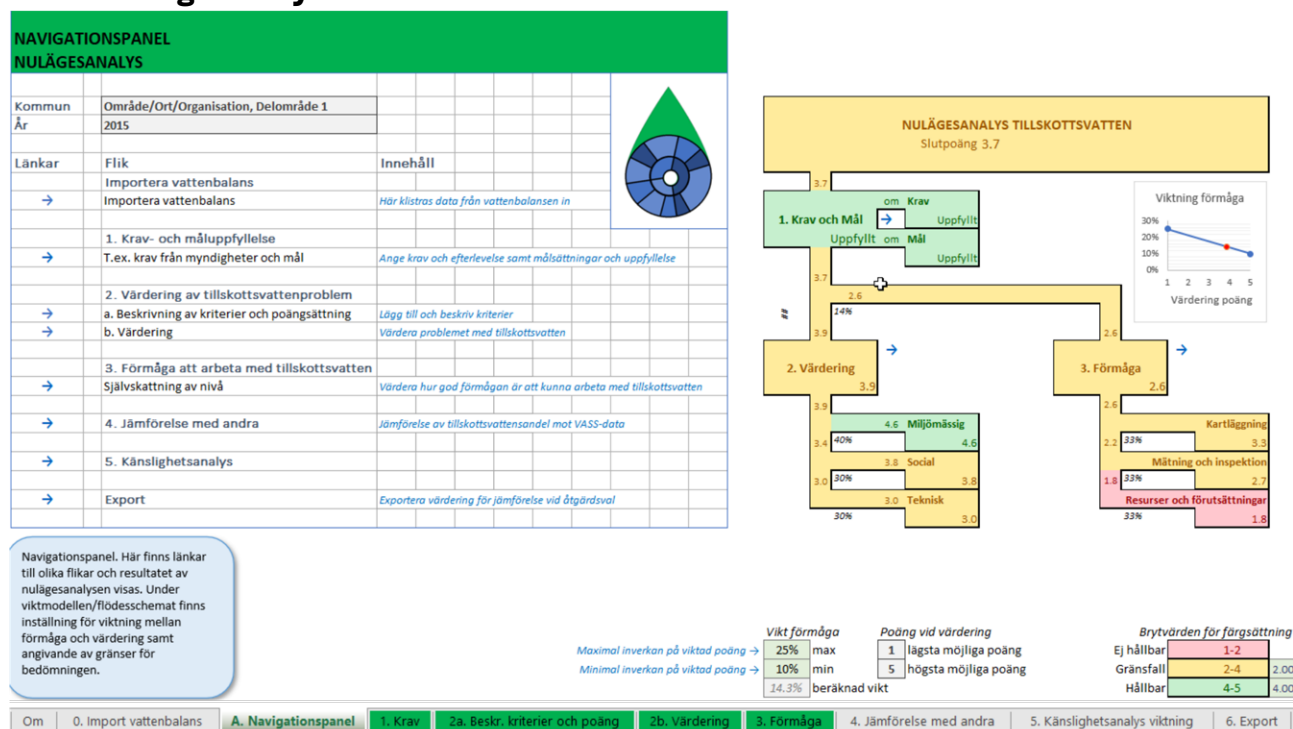 NAVIGATIONSPANEL
NULÄGESANALYS
Kommun Område/Ort/Organisation, Delområde 1
År 2015
Länkar Flik Innehåll
Importera vattenbalans
→ Importera vattenbalans Här klistras data från vattenbalansen in
1. Krav- och måluppfyllelse
→ T.ex. krav från myndigheter och mål Ange krav och efterlevelse samt målsättningar och uppfyllelse
2. Värdering av tillskottsvattenproblem
→ a. Beskrivning av kriterier och poängsättning Lägg till och beskriv kriterier
→ b. Värdering Värdera problemet med tillskottsvatten
3. Förmåga att arbeta med tillskottsvatten
→ Självskattning av nivå Värdera hur god förmågan är att kunna arbeta med tillskottsvatten
→ 4. Jämförelse med andra Jämförelse av tillskottsvattensandel mot VASS-data
→ 5. Känslighetsanalys
→ Export Exportera värdering för jämförelse vid åtgärdsval
Navigationspanel. Här finns länkar
till olika flikar och resultatet av
nulägesanalysen visas. Under
viktmodellen/flödesschemat finns
inställning för viktning mellan
förmåga och värdering samt
angivande av gränser för
bedömningen.
NULÄGESANALYS TILLSKOTTSVATTEN
Slutpoäng 3.7
3.7
om Krav
1. Krav och Mål → Uppfyllt
Uppfyllt om Mål
Uppfyllt
3.7
2.6
14%
3.9 2.6
→ →
2. Värdering 3. Förmåga
3.9 2.6
3.9 2.6
4.6 Miljömässig Kartläggning
3.4 40% 4.6 2.2 33% 3.3
3.8 Social Mätning och inspektion
3.0 30% 3.8 1.8 33% 2.7
3.0 Teknisk Resurser och förutsättningar
30% 3.0 33% 1.8
Viktning förmåga
30%
20%
10%
0%
1 2 3 4 5
Värdering poäng
Vikt förmåga Poäng vid värdering Brytvärden för färgsättning
Maximal inverkan på viktad poäng → 25% max 1 lägsta möjliga poäng Ej hållbar 1-2
Minimal inverkan på viktad poäng → 10% min 5 högsta möjliga poäng Gränsfall 2-4 2.00
14.3% beräknad vikt Hållbar 4-5 4.00
Om 0. Import vattenbalans A. Navigationspanel 1. Krav 2a. Beskr. kriterier och poäng 2b. Värdering 3. Förmåga 4. Jämförelse med andra 5. Känslighetsanalys viktning 6. Export